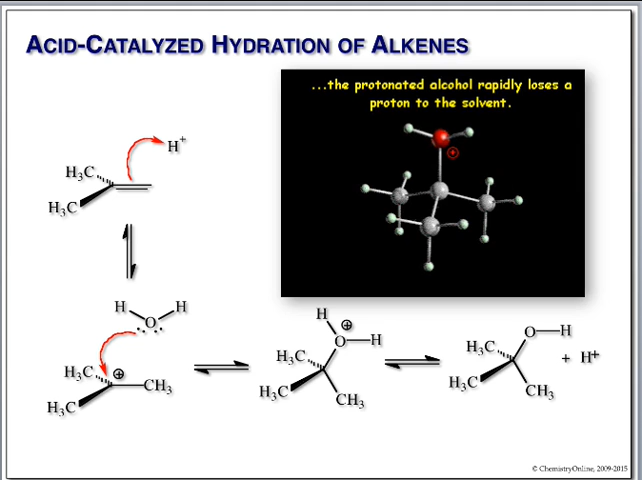 ACID-CATALYZED HYDRATION OF ALKENES
...the protonated alcohol rapidly loses a
proton to the solvent.
⊕
H⁺
H₃C
H₃C
H H
O
H₃C ⊕
CH₃
H₃C
H ⊕
O H
H₃C
H₃C
CH₃
O H
H₃C
+ H⁺
H₃C
CH₃
© ChemistryOnline, 2009-2015